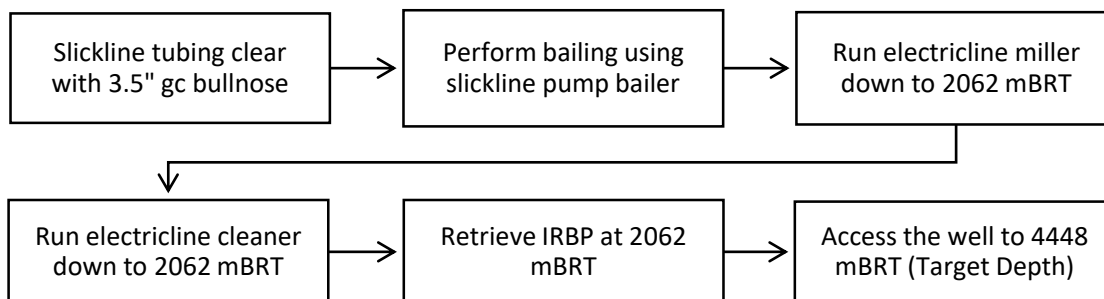 Slickline tubing clear
with 3.5" gc bullnose
Perform bailing using
slickline pump bailer
Run electricline miller
down to 2062 mBRT
Run electricline cleaner
down to 2062 mBRT
Retrieve IRBP at 2062
mBRT
Access the well to 4448
mBRT (Target Depth)